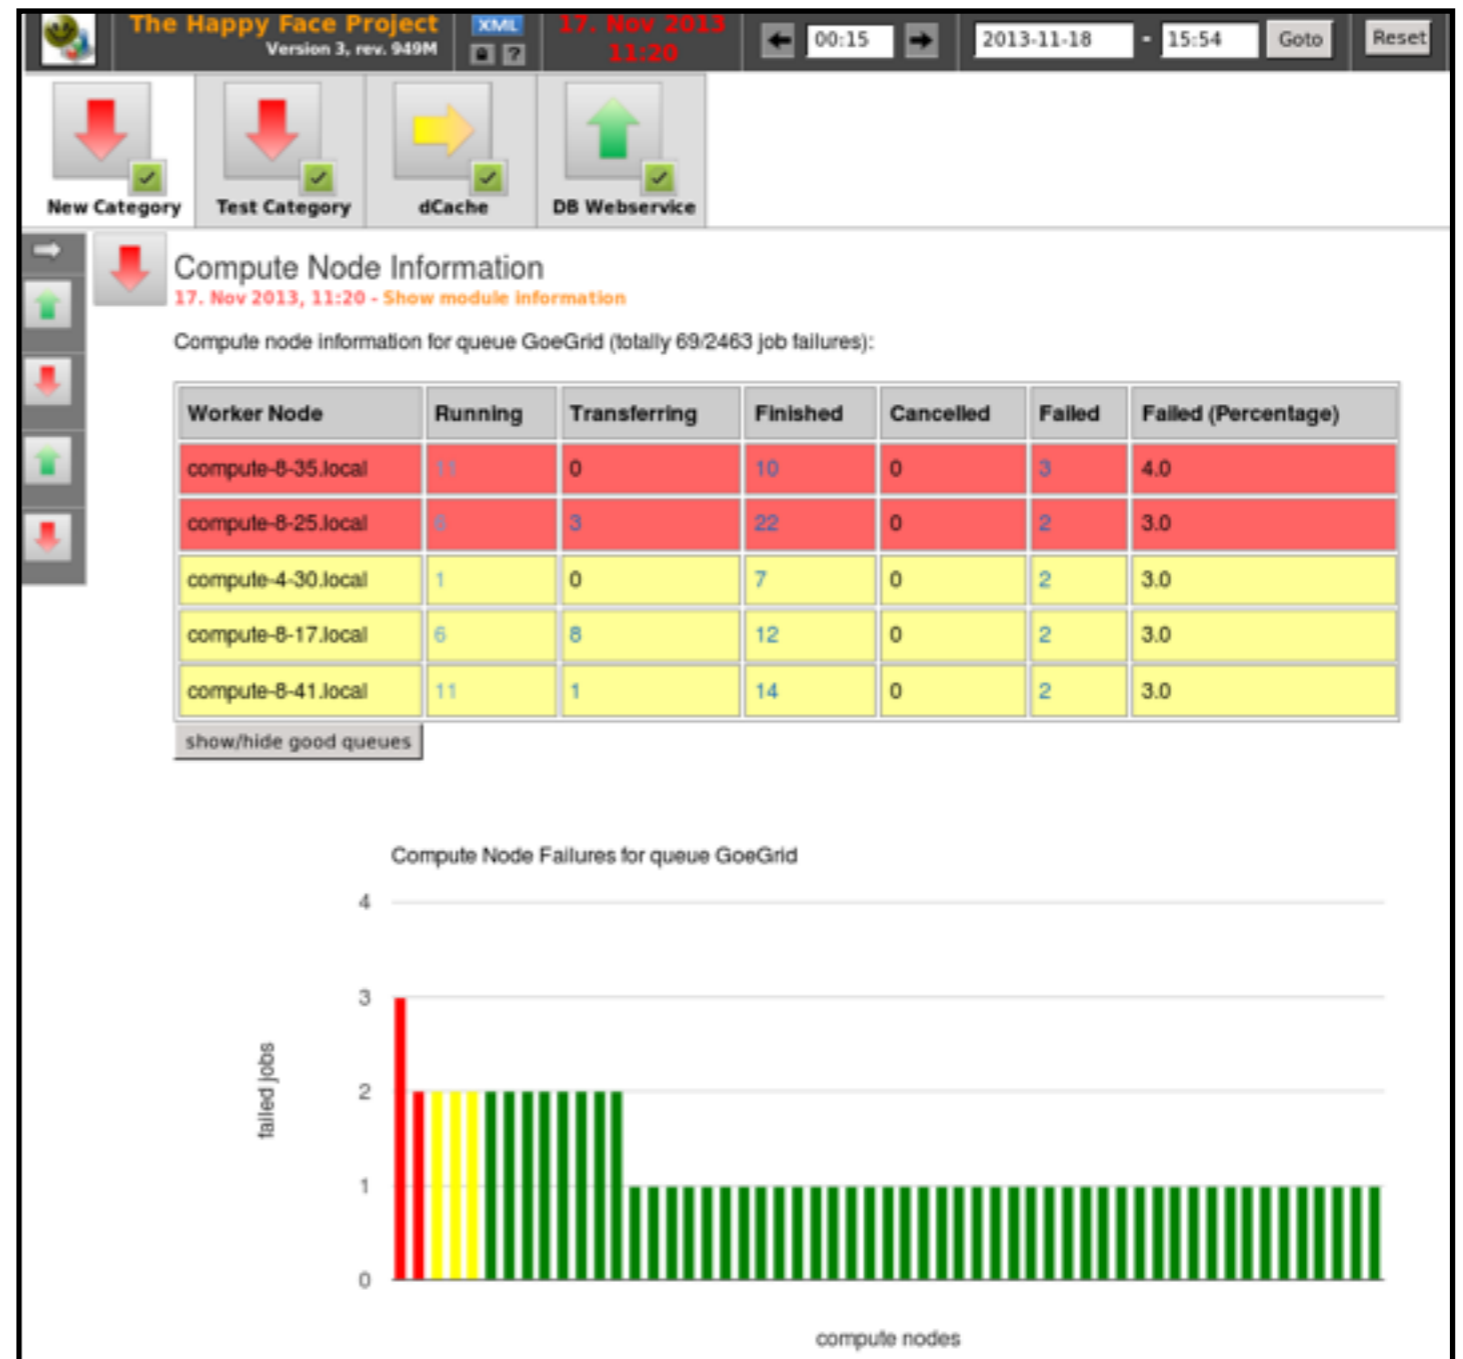 The Happy Face Project
Version 3, rev. 949M
XML
?
17. Nov 2013
11:20
00:15
2013-11-18 - 15:54 Goto Reset
New Category Test Category dCache DB Webservice
Compute Node Information
17. Nov 2013, 11:20 - Show module information
Compute node information for queue GoeGrid (totally 69/2463 job failures):
Worker Node Running Transferring Finished Cancelled Failed Failed (Percentage)
compute-8-35.local 11 0 10 0 3 4.0
compute-8-25.local 6 3 22 0 2 3.0
compute-4-30.local 1 0 7 0 2 3.0
compute-8-17.local 6 8 12 0 2 3.0
compute-8-41.local 11 1 14 0 2 3.0
show/hide good queues
Compute Node Failures for queue GoeGrid
4
3
2
1
0
failed jobs
compute nodes